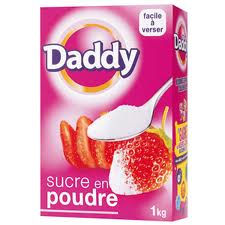 facile à
verser
Daddy
sucre en
poudre
1kg